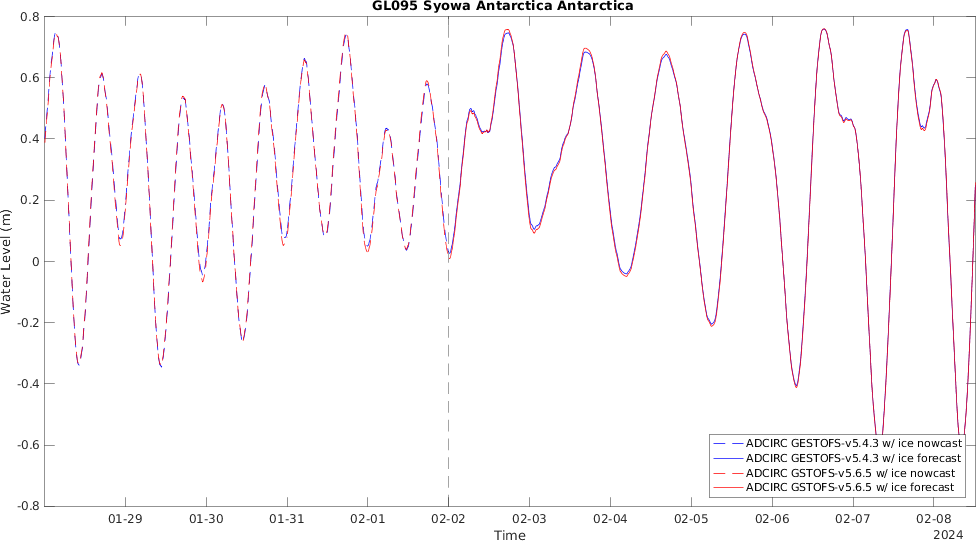 GL095 Syowa Antarctica Antarctica
0.8
0.6
0.4
0.2
0
-0.2
-0.4
-0.6
-0.8
Water Level (m)
ADCIRC GESTOFS-v5.4.3 w/ ice nowcast
ADCIRC GESTOFS-v5.4.3 w/ ice forecast
ADCIRC GSTOFS-v5.6.5 w/ ice nowcast
ADCIRC GSTOFS-v5.6.5 w/ ice forecast
01-29 01-30 01-31 02-01 02-02 02-03 02-04 02-05 02-06 02-07 02-08
Time
2024